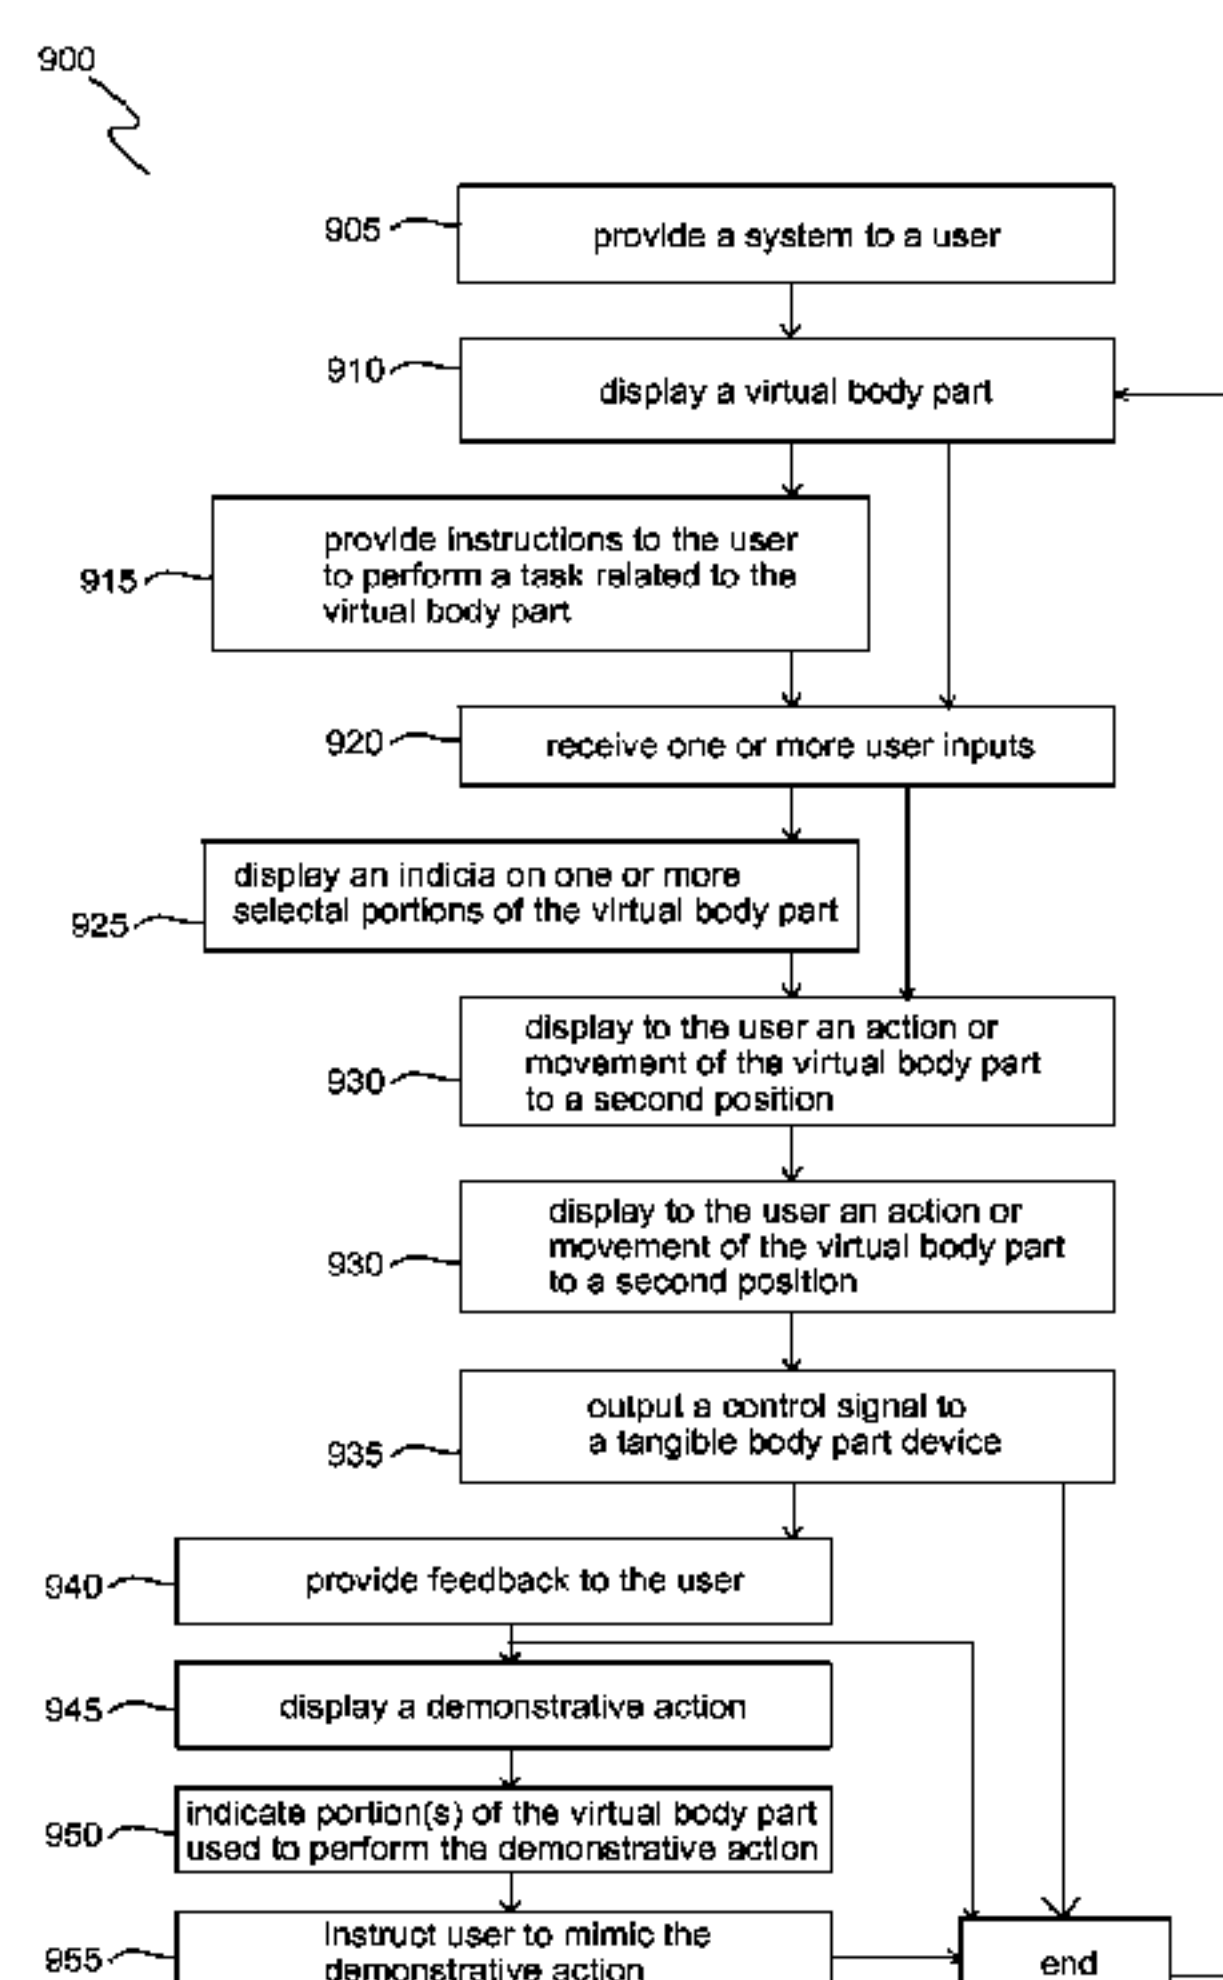 900
905
provide a system to a user
910
display a virtual body part
915
provide instructions to the user
to perform a task related to the
virtual body part
920
receive one or more user inputs
925
display an indicia on one or more
selectal portions of the virtual body part
930
display to the user an action or
movement of the virtual body part
to a second position
930
display to the user an action or
movement of the virtual body part
to a second position
935
output a control signal to
a tangible body part device
940
provide feedback to the user
945
display a demonstrative action
950
indicate portion(s) of the virtual body part
used to perform the demonstrative action
955
Instruct user to mimic the
demonstrative action
end